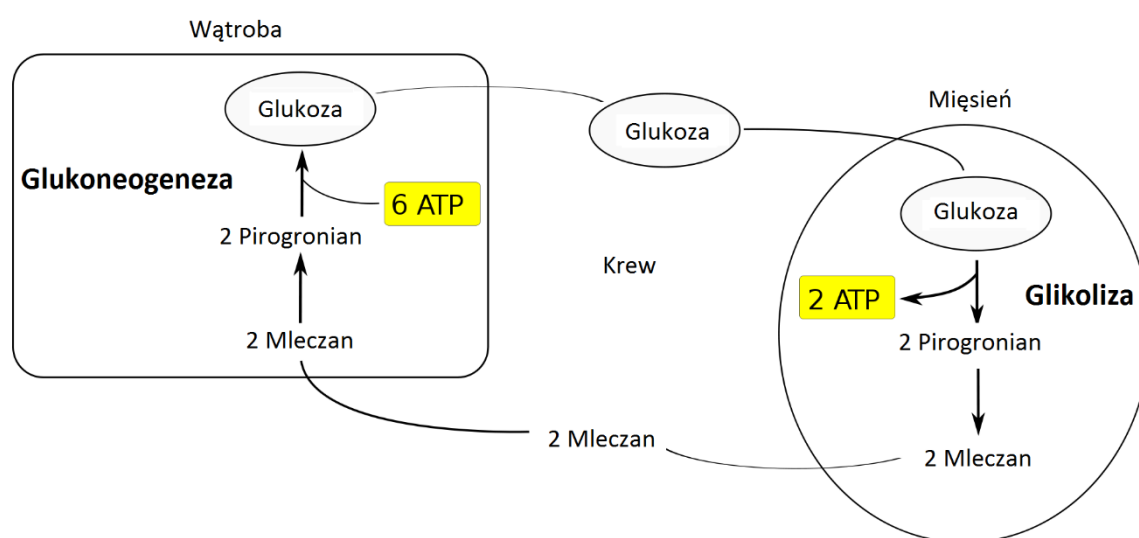 Wątroba
Glukoza
Glukoneogeneza
6 ATP
2 Pirogronian
2 Mleczan
Glukoza
Krew
2 Mleczan
Mięsień
Glukoza
2 ATP
Glikoliza
2 Pirogronian
2 Mleczan